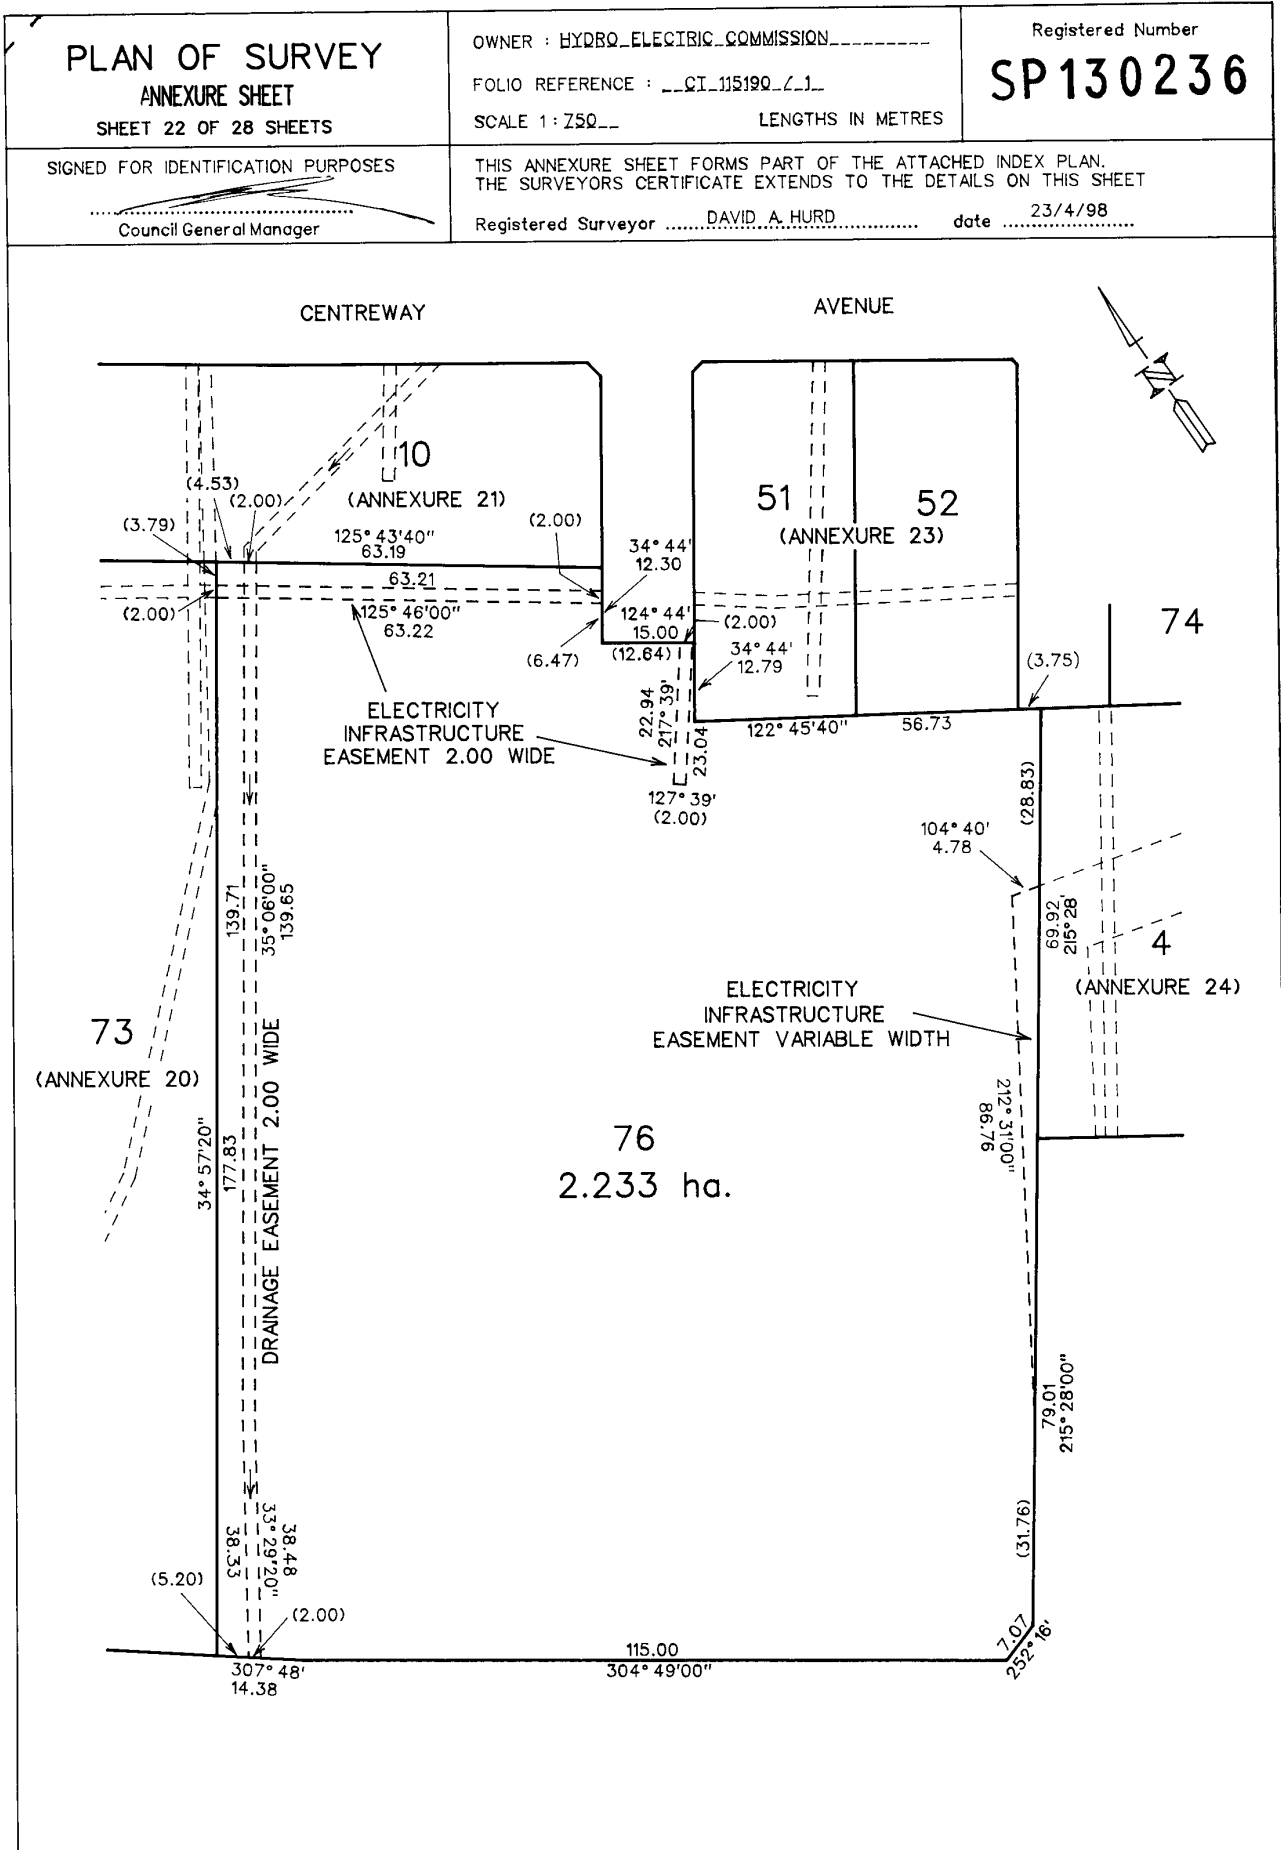 PLAN OF SURVEY
ANNEXURE SHEET
SHEET 22 OF 28 SHEETS
OWNER : HYDRO ELECTRIC COMMISSION
FOLIO REFERENCE : CT 115190 / 1
SCALE 1 : 750 LENGTHS IN METRES
Registered Number
SP130236
SIGNED FOR IDENTIFICATION PURPOSES
Council General Manager
THIS ANNEXURE SHEET FORMS PART OF THE ATTACHED INDEX PLAN.
THE SURVEYORS CERTIFICATE EXTENDS TO THE DETAILS ON THIS SHEET
Registered Surveyor DAVID A. HURD date 23/4/98
CENTREWAY AVENUE
10
(ANNEXURE 21)
51
52
(ANNEXURE 23)
(4.53)
(2.00)
(3.79)
125° 43'40"
63.19
(2.00)
34° 44'
12.30
63.21
(2.00)
125° 46'00"
63.22
124° 44'
15.00
(2.00)
(6.47)
(12.64)
34° 44'
12.79
74
(3.75)
ELECTRICITY
INFRASTRUCTURE
EASEMENT 2.00 WIDE
22.94
217° 39'
23.04
122° 45'40"
56.73
127° 39'
(2.00)
(28.83)
104° 40'
4.78
139.71
35° 06'00"
139.65
69.92
215° 28'
4
(ANNEXURE 24)
ELECTRICITY
INFRASTRUCTURE
EASEMENT VARIABLE WIDTH
73
(ANNEXURE 20)
DRAINAGE EASEMENT 2.00 WIDE
34° 57'20"
177.83
212° 31'00"
86.76
76
2.233 ha.
79.01
215° 28'00"
(31.76)
38.33
33° 29'20"
38.48
(5.20)
(2.00)
307° 48'
14.38
115.00
304° 49'00"
7.07
252° 16'